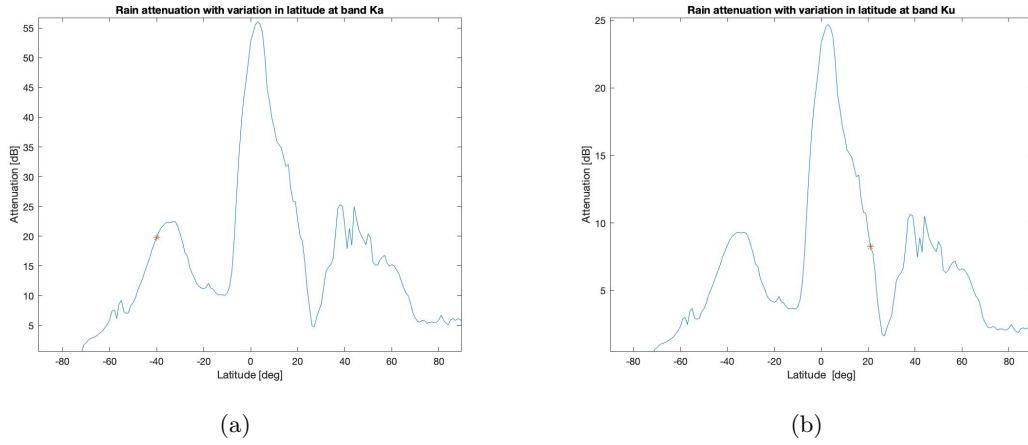 Rain attenuation with variation in latitude at band Ka
55
50
45
40
35
30
25
20
15
10
5
Attenuation [dB]
-80 -60 -40 -20 0 20 40 60 80
Latitude [deg]
(a)
Rain attenuation with variation in latitude at band Ku
25
20
15
10
5
Attenuation [dB]
-80 -60 -40 -20 0 20 40 60 80
Latitude [deg]
(b)